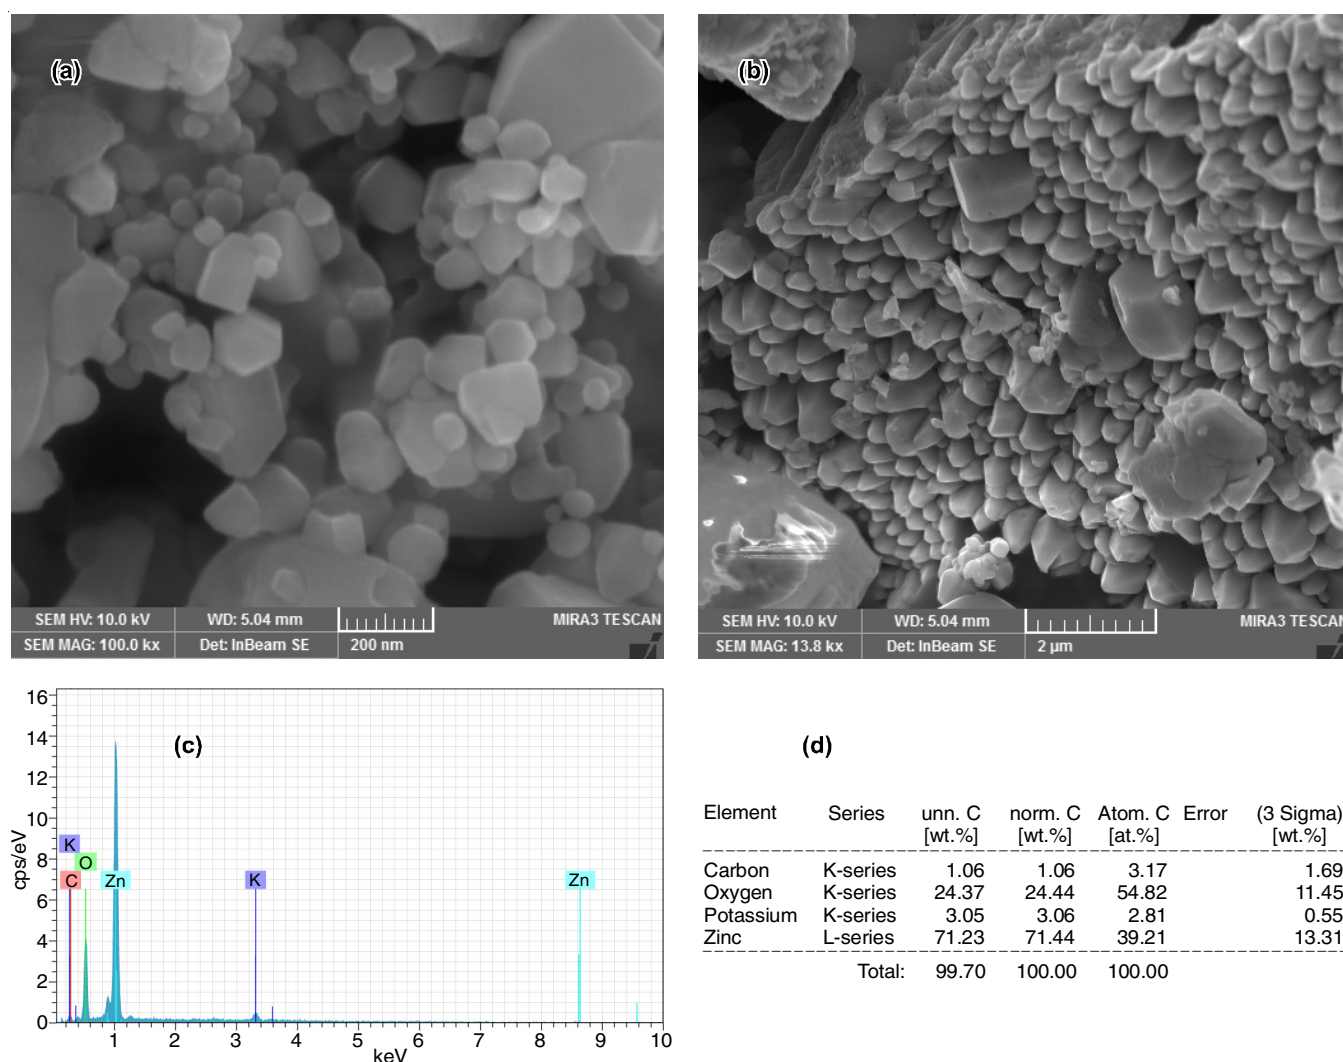 (a)
SEM HV: 10.0 kV WD: 5.04 mm MIRA3 TESCAN
SEM MAG: 100.0 kx Det: InBeam SE 200 nm
(b)
SEM HV: 10.0 kV WD: 5.04 mm MIRA3 TESCAN
SEM MAG: 13.8 kx Det: InBeam SE 2 µm
(c)
cps/eV
16
14
12
10
8
6
4
2
0
K
O
C Zn K Zn
1 2 3 4 5 6 7 8 9 10
keV
(d)
Element Series unn. C norm. C Atom. C Error (3 Sigma)
[wt.%] [wt.%] [at.%] [wt.%]
Carbon K-series 1.06 1.06 3.17 1.69
Oxygen K-series 24.37 24.44 54.82 11.45
Potassium K-series 3.05 3.06 2.81 0.55
Zinc L-series 71.23 71.44 39.21 13.31
Total: 99.70 100.00 100.00